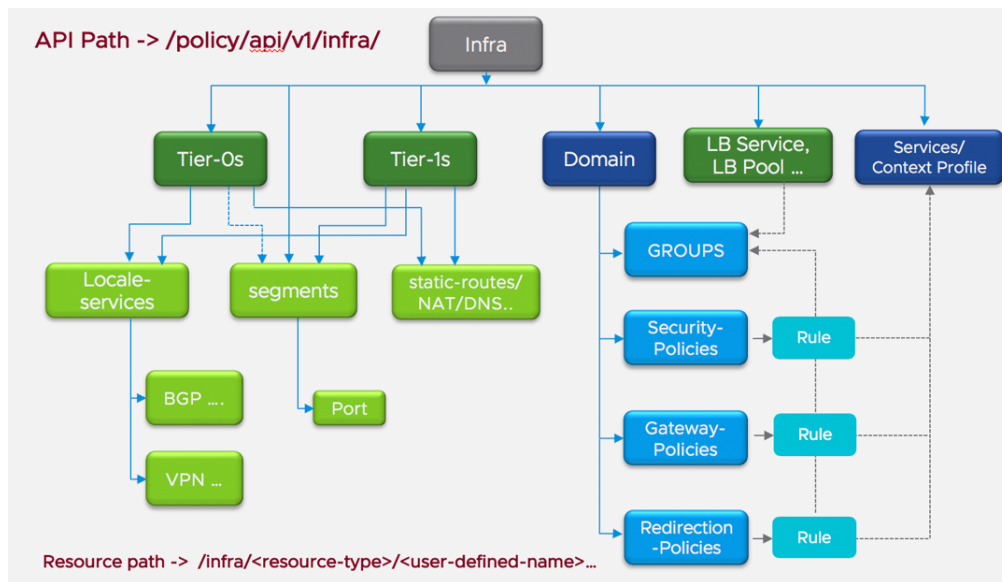 API Path -> /policy/api/v1/infra/
Infra
Tier-0s
Tier-1s
Domain
LB Service,
LB Pool ...
Services/
Context Profile
Locale-
services
segments
static-routes/
NAT/DNS..
GROUPS
Security-
Policies
Rule
BGP ....
Port
Gateway-
Policies
Rule
VPN ...
Redirection
-Policies
Rule
Resource path -> /infra/<resource-type>/<user-defined-name>...